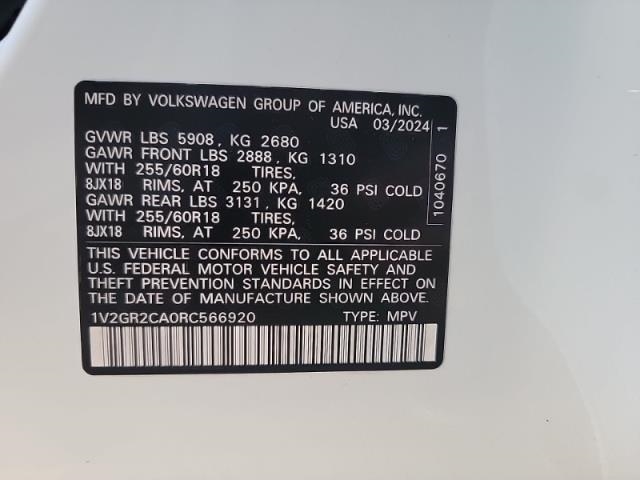 MFD BY VOLKSWAGEN GROUP OF AMERICA, INC.
USA 03/2024
GVWR LBS 5908, KG 2680
GAWR FRONT LBS 2888, KG 1310
WITH 255/60R18 TIRES,
8JX18 RIMS, AT 250 KPA, 36 PSI COLD
GAWR REAR LBS 3131, KG 1420
WITH 255/60R18 TIRES,
8JX18 RIMS, AT 250 KPA, 36 PSI COLD
THIS VEHICLE CONFORMS TO ALL APPLICABLE
U.S. FEDERAL MOTOR VEHICLE SAFETY AND
THEFT PREVENTION STANDARDS IN EFFECT ON
THE DATE OF MANUFACTURE SHOWN ABOVE.
1V2GR2CA0RC566920 TYPE: MPV
1040670 1